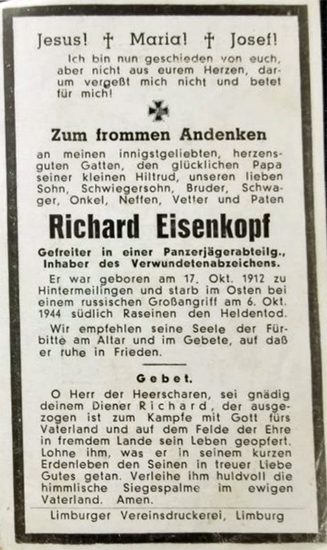 Jesus! † Maria! † Josef!
Ich bin nun geschieden von euch,
aber nicht aus eurem Herzen, dar-
um vergeßt mich nicht und betet
für mich!
Zum frommen Andenken
an meinen innigstgeliebten, herzens-
guten Gatten, den glücklichen Papa
seiner kleinen Hiltrud, unseren lieben
Sohn, Schwiegersohn, Bruder, Schwa-
ger, Onkel, Neffen, Vetter und Paten
Richard Eisenkopf
Gefreiter in einer Panzerjägerabteilg.,
Inhaber des Verwundetenabzeichens.
Er war geboren am 17. Okt. 1912 zu
Hintermeilingen und starb im Osten bei
einem russischen Großangriff am 6. Okt.
1944 südlich Raseinen den Heldentod.
Wir empfehlen seine Seele der Für-
bitte am Altar und im Gebete, auf daß
er ruhe in Frieden.
Gebet.
O Herr der Heerscharen, sei gnädig
deinem Diener Richard, der ausge-
zogen ist zum Kampfe mit Gott fürs
Vaterland und auf dem Felde der Ehre
in fremdem Lande sein Leben geopfert.
Lohne ihm, was er in seinem kurzen
Erdenleben den Seinen in treuer Liebe
Gutes getan. Verleihe ihm huldvoll die
himmlische Siegespalme im ewigen
Vaterland. Amen.
Limburger Vereinsdruckerei, Limburg